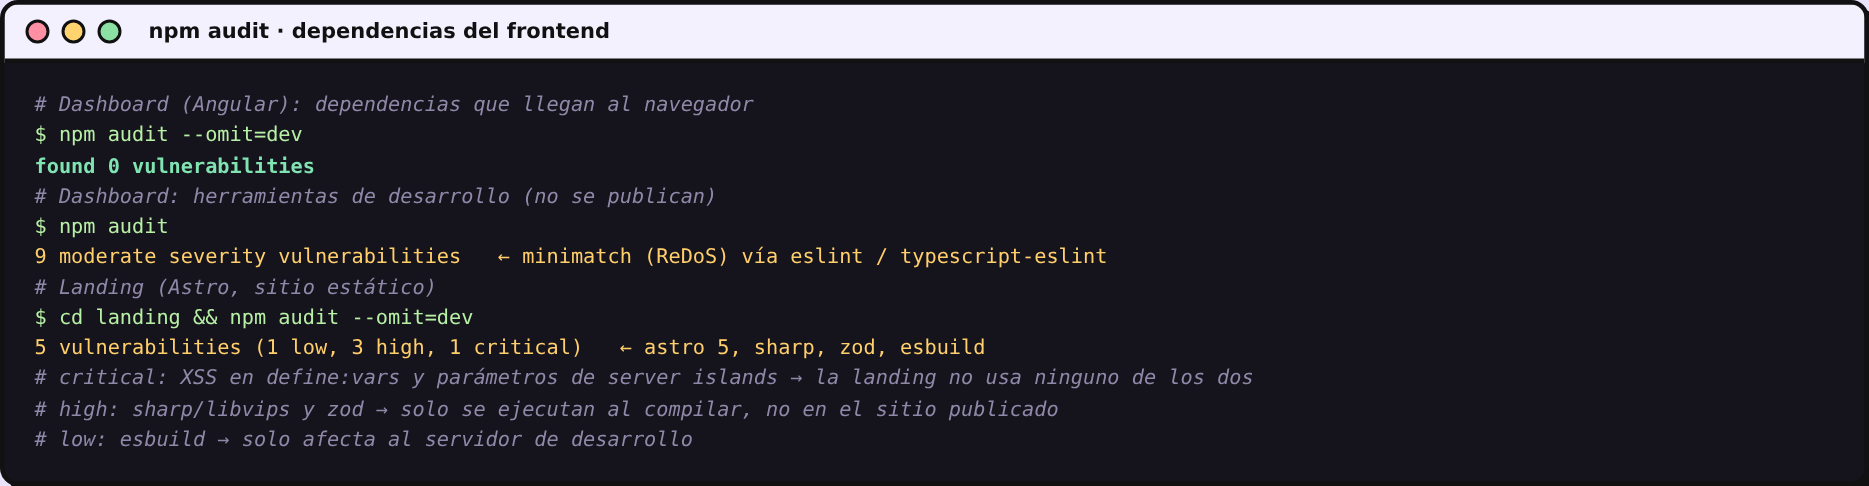 npm audit · dependencias del frontend
# Dashboard (Angular): dependencias que llegan al navegador
$ npm audit --omit=dev
found 0 vulnerabilities
# Dashboard: herramientas de desarrollo (no se publican)
$ npm audit
9 moderate severity vulnerabilities   ← minimatch (ReDoS) vía eslint / typescript-eslint
# Landing (Astro, sitio estático)
$ cd landing && npm audit --omit=dev
5 vulnerabilities (1 low, 3 high, 1 critical)   ← astro 5, sharp, zod, esbuild
# critical: XSS en define:vars y parámetros de server islands → la landing no usa ninguno de los dos
# high: sharp/libvips y zod → solo se ejecutan al compilar, no en el sitio publicado
# low: esbuild → solo afecta al servidor de desarrollo